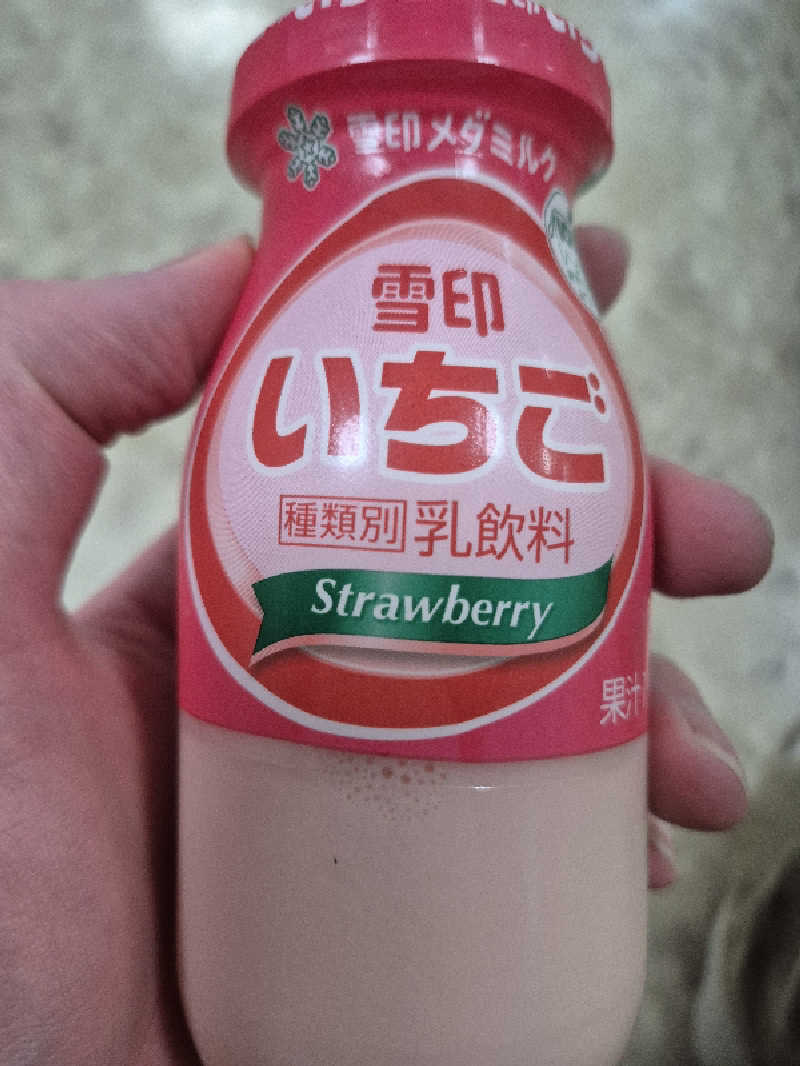 雪印メグミルク
雪印
いちご
種類別 乳飲料
Strawberry
果汁